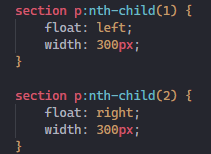 section p:nth-child(1) {
    float: left;
    width: 300px;
}

section p:nth-child(2) {
    float: right;
    width: 300px;
}